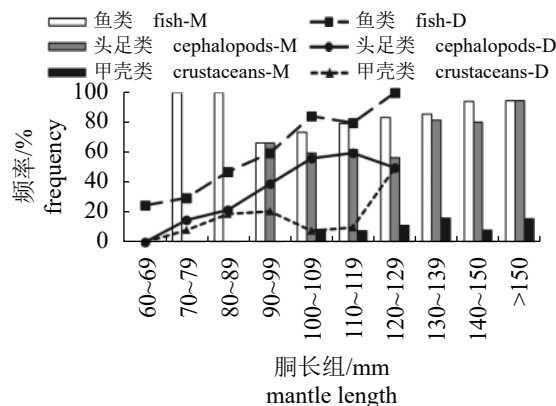 鱼类 fish-M 鱼类 fish-D
头足类 cephalopods-M 头足类 cephalopods-D
甲壳类 crustaceans-M 甲壳类 crustaceans-D
频率/%
frequency
100
80
60
40
20
0
60~69
70~79
80~89
90~99
100~109
110~119
120~129
130~139
140~150
>150
胴长组/mm
mantle length